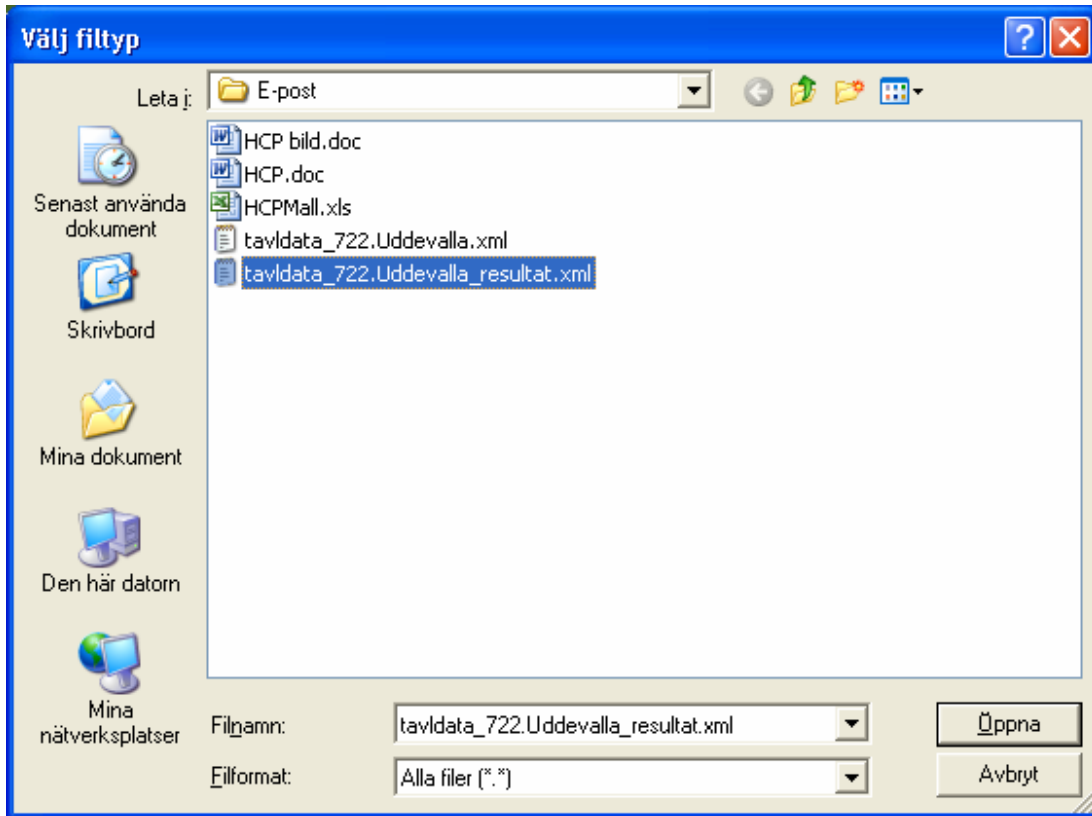 Välj filtyp
Leta i: E-post
HCP bild.doc
HCP.doc
HCPMall.xls
tavldata_722.Uddevalla.xml
tavldata_722.Uddevalla_resultat.xml
Senast använda
dokument
Skrivbord
Mina dokument
Den här datorn
Mina
nätverksplatser
Filnamn: tavldata_722.Uddevalla_resultat.xml Öppna
Filformat: Alla filer (*.*) Avbryt